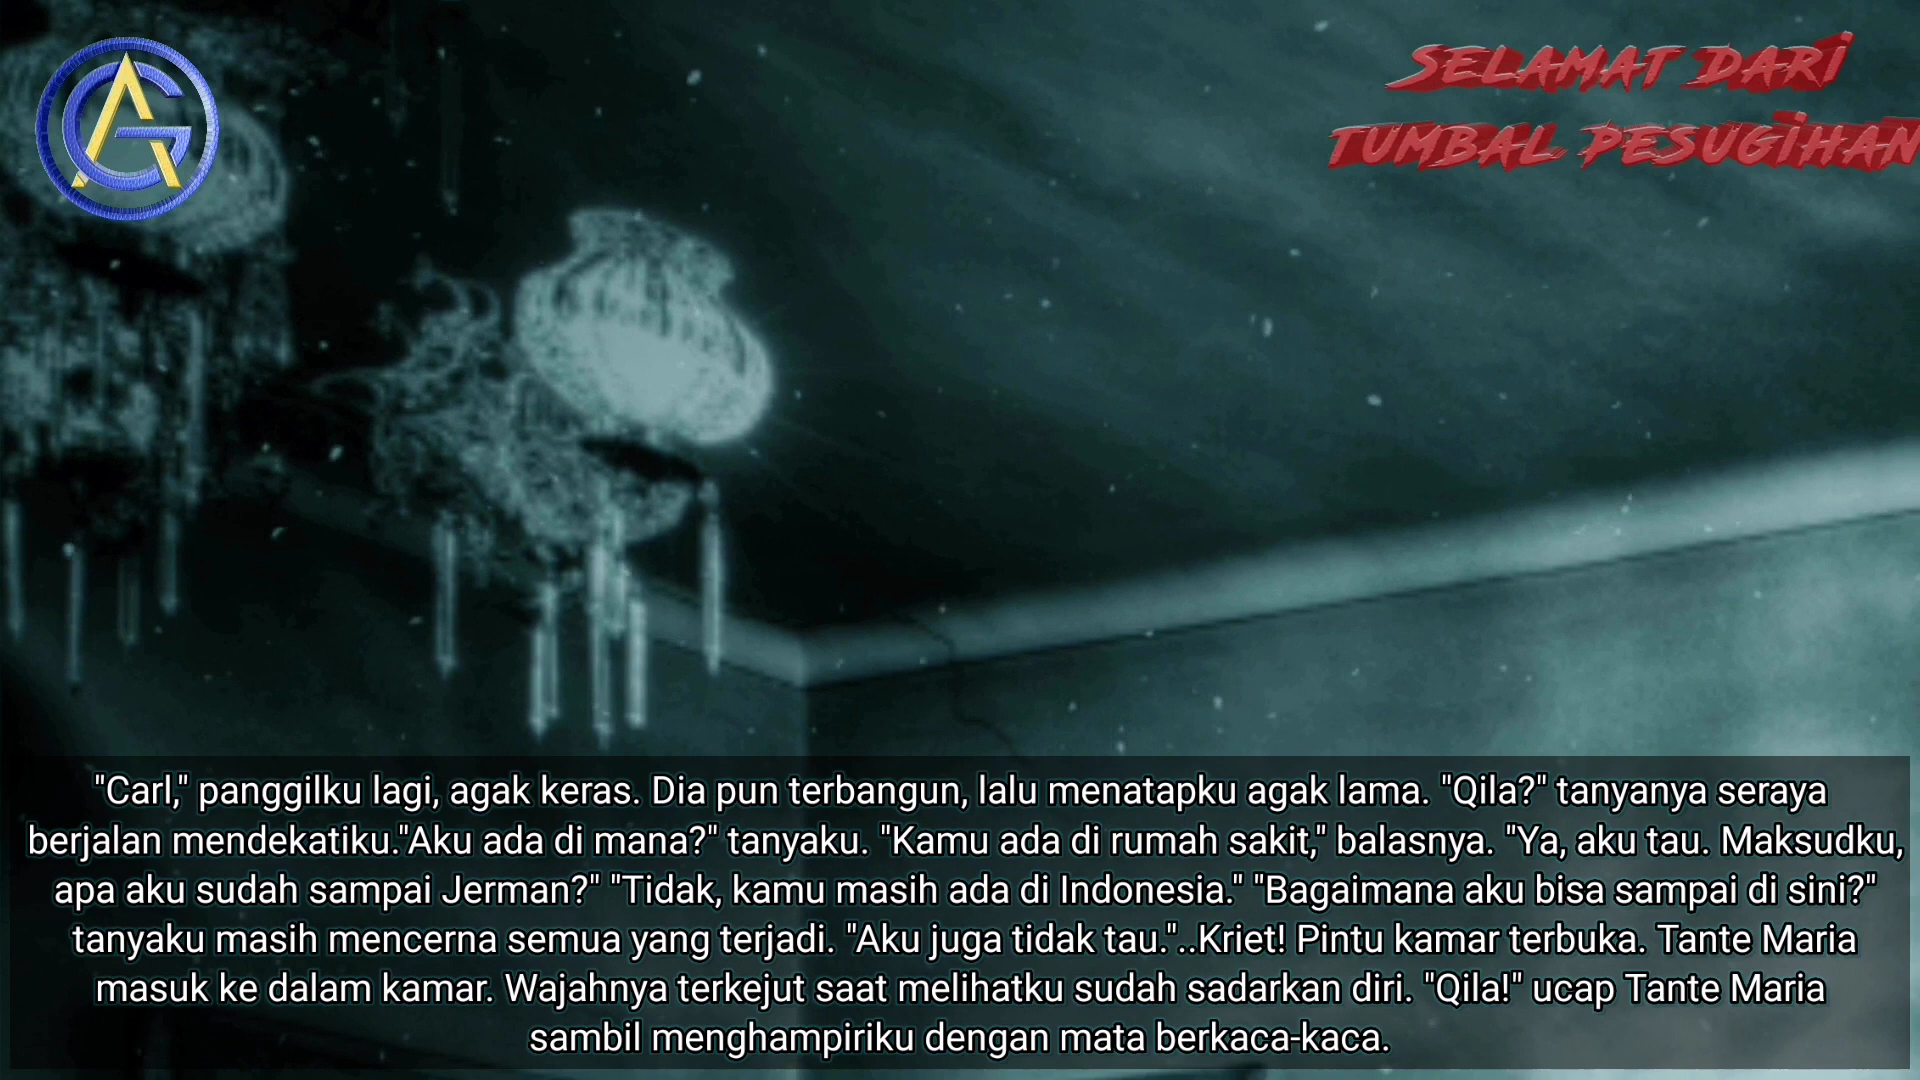 SELAMAT DARI
TUMBAL PESUGIHAN
"Carl," panggilku lagi, agak keras. Dia pun terbangun, lalu menatapku agak lama. "Qila?" tanyanya seraya
berjalan mendekatiku."Aku ada di mana?" tanyaku. "Kamu ada di rumah sakit," balasnya. "Ya, aku tau. Maksudku,
apa aku sudah sampai Jerman?" "Tidak, kamu masih ada di Indonesia." "Bagaimana aku bisa sampai di sini?"
tanyaku masih mencerna semua yang terjadi. "Aku juga tidak tau."..Kriet! Pintu kamar terbuka. Tante Maria
masuk ke dalam kamar. Wajahnya terkejut saat melihatku sudah sadarkan diri. "Qila!" ucap Tante Maria
sambil menghampiriku dengan mata berkaca-kaca.